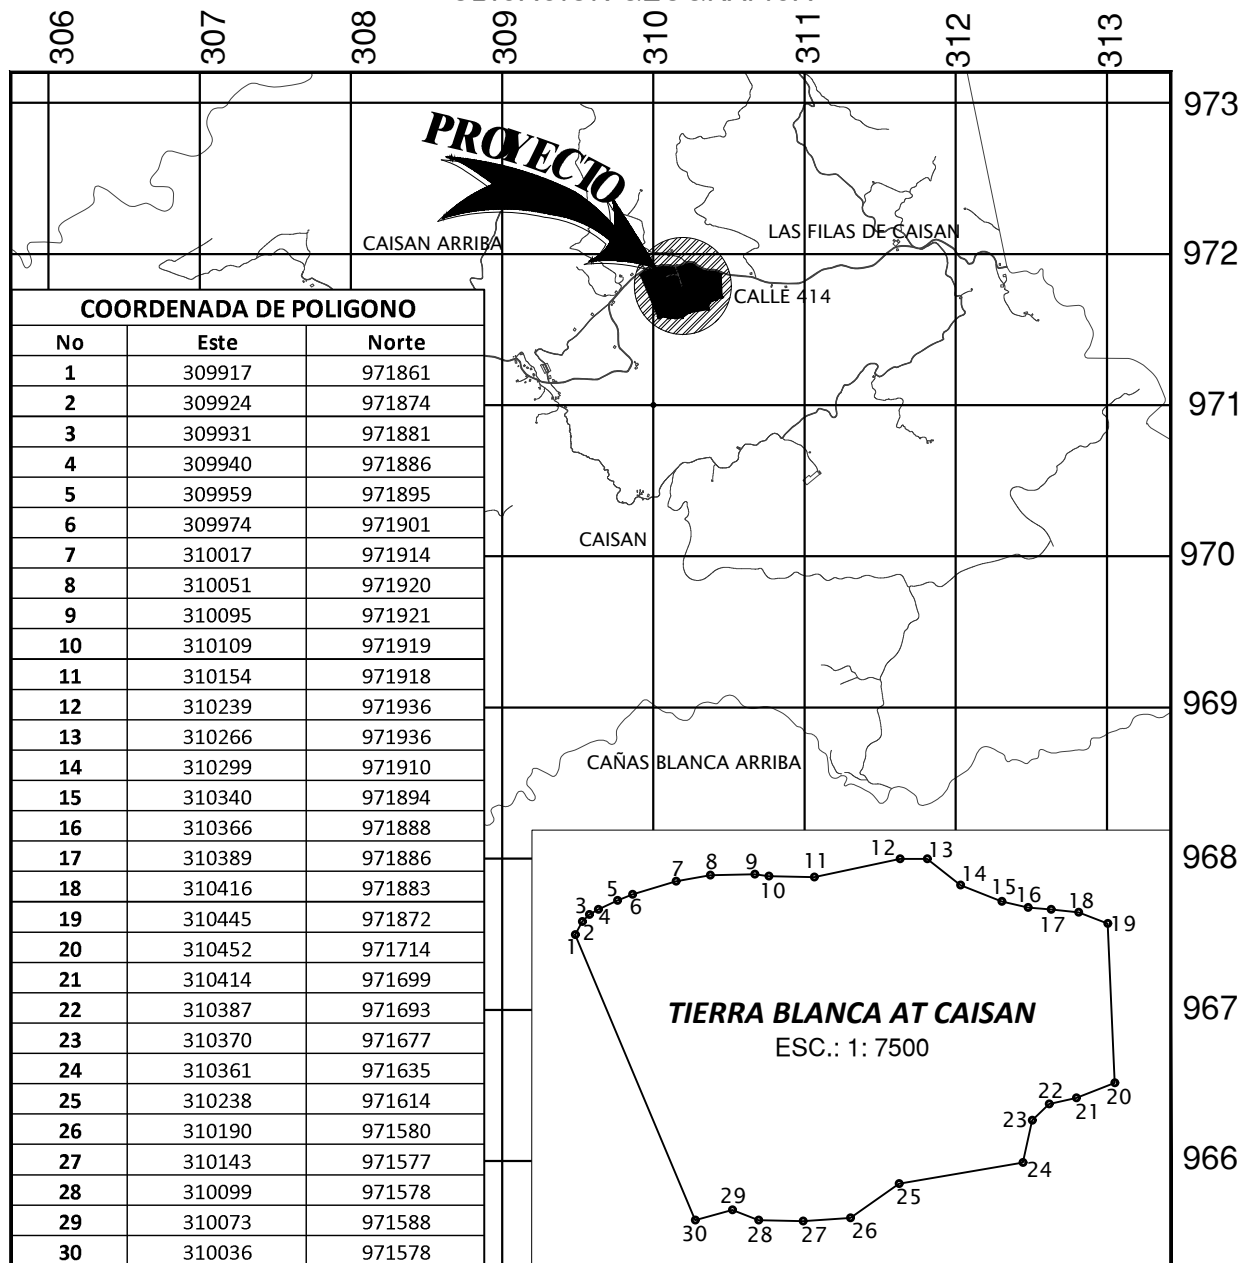 306 307 308 309 310 311 312 313
973
PROYECTO
LAS FILAS DE CAISAN
CAISAN ARRIBA
972
CALLE 414
COORDENADA DE POLIGONO
No Este Norte
1 309917 971861
2 309924 971874
3 309931 971881
4 309940 971886
5 309959 971895
6 309974 971901
7 310017 971914
8 310051 971920
9 310095 971921
10 310109 971919
11 310154 971918
12 310239 971936
13 310266 971936
14 310299 971910
15 310340 971894
16 310366 971888
17 310389 971886
18 310416 971883
19 310445 971872
20 310452 971714
21 310414 971699
22 310387 971693
23 310370 971677
24 310361 971635
25 310238 971614
26 310190 971580
27 310143 971577
28 310099 971578
29 310073 971588
30 310036 971578
971
CAISAN
970
969
CAÑAS BLANCA ARRIBA
968
12 13
7 8 9 11
10
14
5 6
15 16 17 18
19
3 4
2
1
967
TIERRA BLANCA AT CAISAN
ESC.: 1: 7500
20
22 21
23
966
24
25
29
30 28 27 26